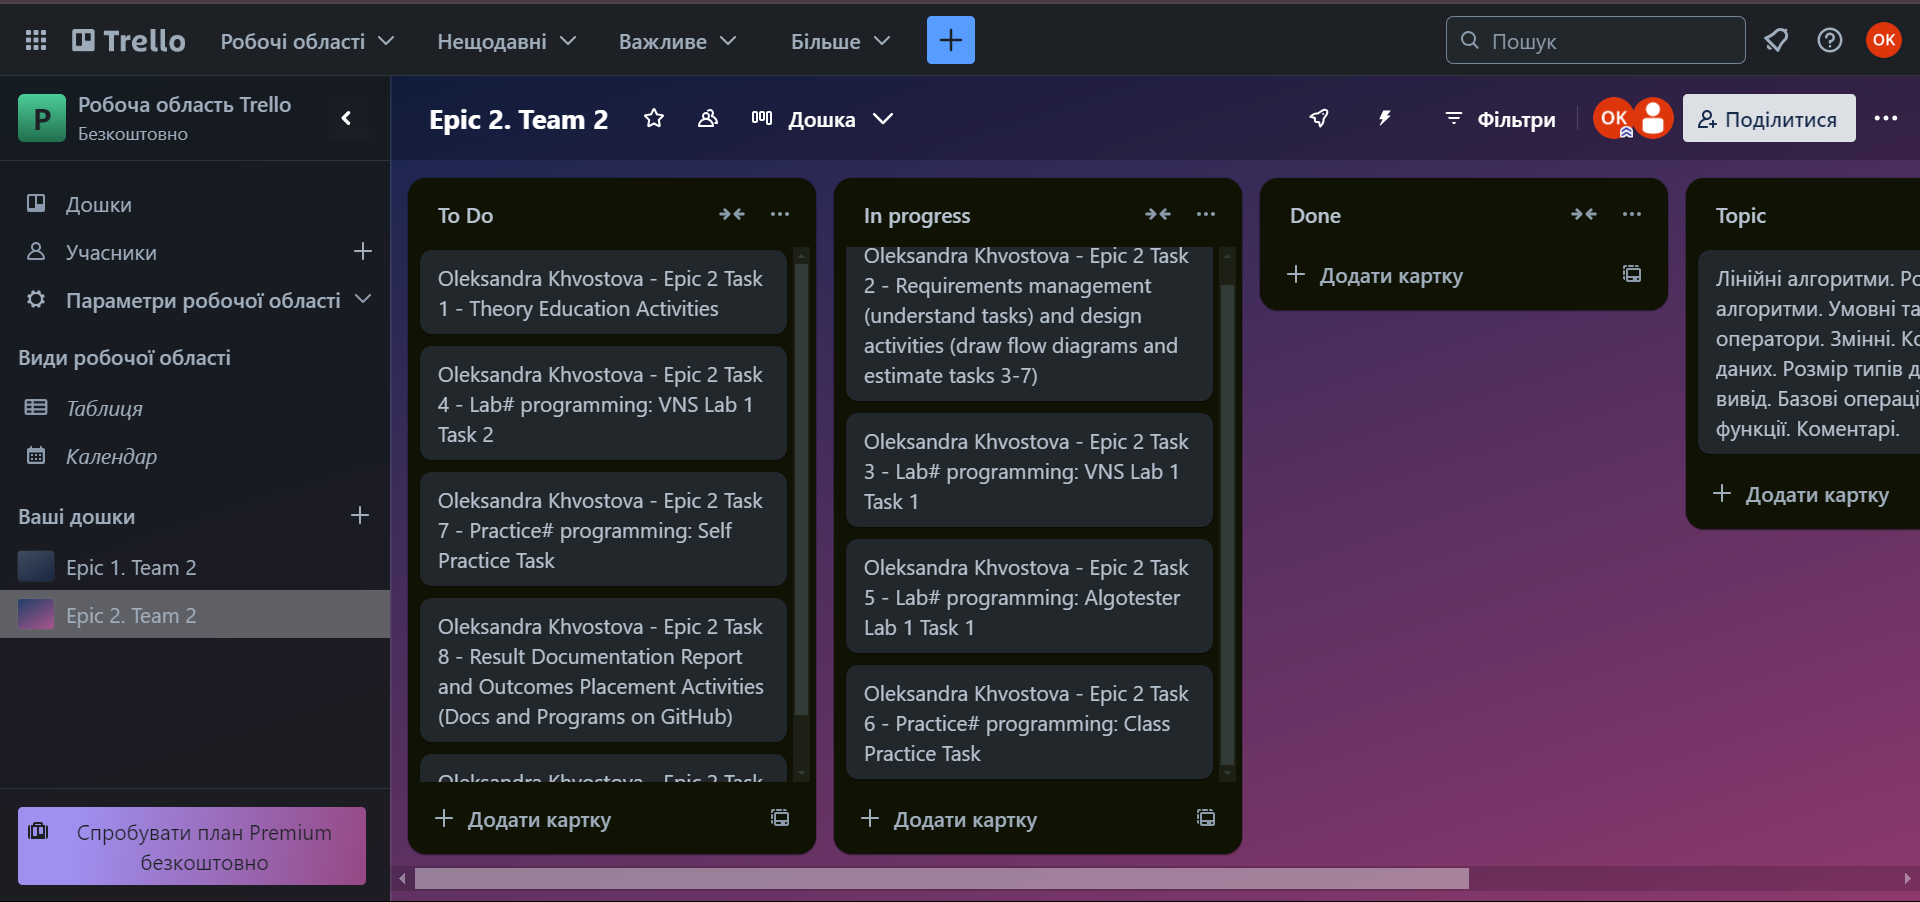 Trello
Робочі області
Нещодавні
Важливе
Більше
Пошук
OK
P
Робоча область Trello
Безкоштовно
Дошки
Учасники
Параметри робочої області
Види робочої області
Таблиця
Календар
Ваші дошки
Epic 1. Team 2
Epic 2. Team 2
Спробувати план Premium
безкоштовно
Epic 2. Team 2
Дошка
Фільтри
OK
Поділитися
To Do
Oleksandra Khvostova - Epic 2 Task
1 - Theory Education Activities
Oleksandra Khvostova - Epic 2 Task
4 - Lab# programming: VNS Lab 1
Task 2
Oleksandra Khvostova - Epic 2 Task
7 - Practice# programming: Self
Practice Task
Oleksandra Khvostova - Epic 2 Task
8 - Result Documentation Report
and Outcomes Placement Activities
(Docs and Programs on GitHub)
Oleksandra Khvostova - Epic 2 Task
Додати картку
In progress
Oleksandra Khvostova - Epic 2 Task
2 - Requirements management
(understand tasks) and design
activities (draw flow diagrams and
estimate tasks 3-7)
Oleksandra Khvostova - Epic 2 Task
3 - Lab# programming: VNS Lab 1
Task 1
Oleksandra Khvostova - Epic 2 Task
5 - Lab# programming: Algotester
Lab 1 Task 1
Oleksandra Khvostova - Epic 2 Task
6 - Practice# programming: Class
Practice Task
Додати картку
Done
Додати картку
Topic
Лінійні алгоритми. Ро
алгоритми. Умовні та
оператори. Змінні. Ко
даних. Розмір типів д
вивід. Базові операці
функції. Коментарі.
Додати картку